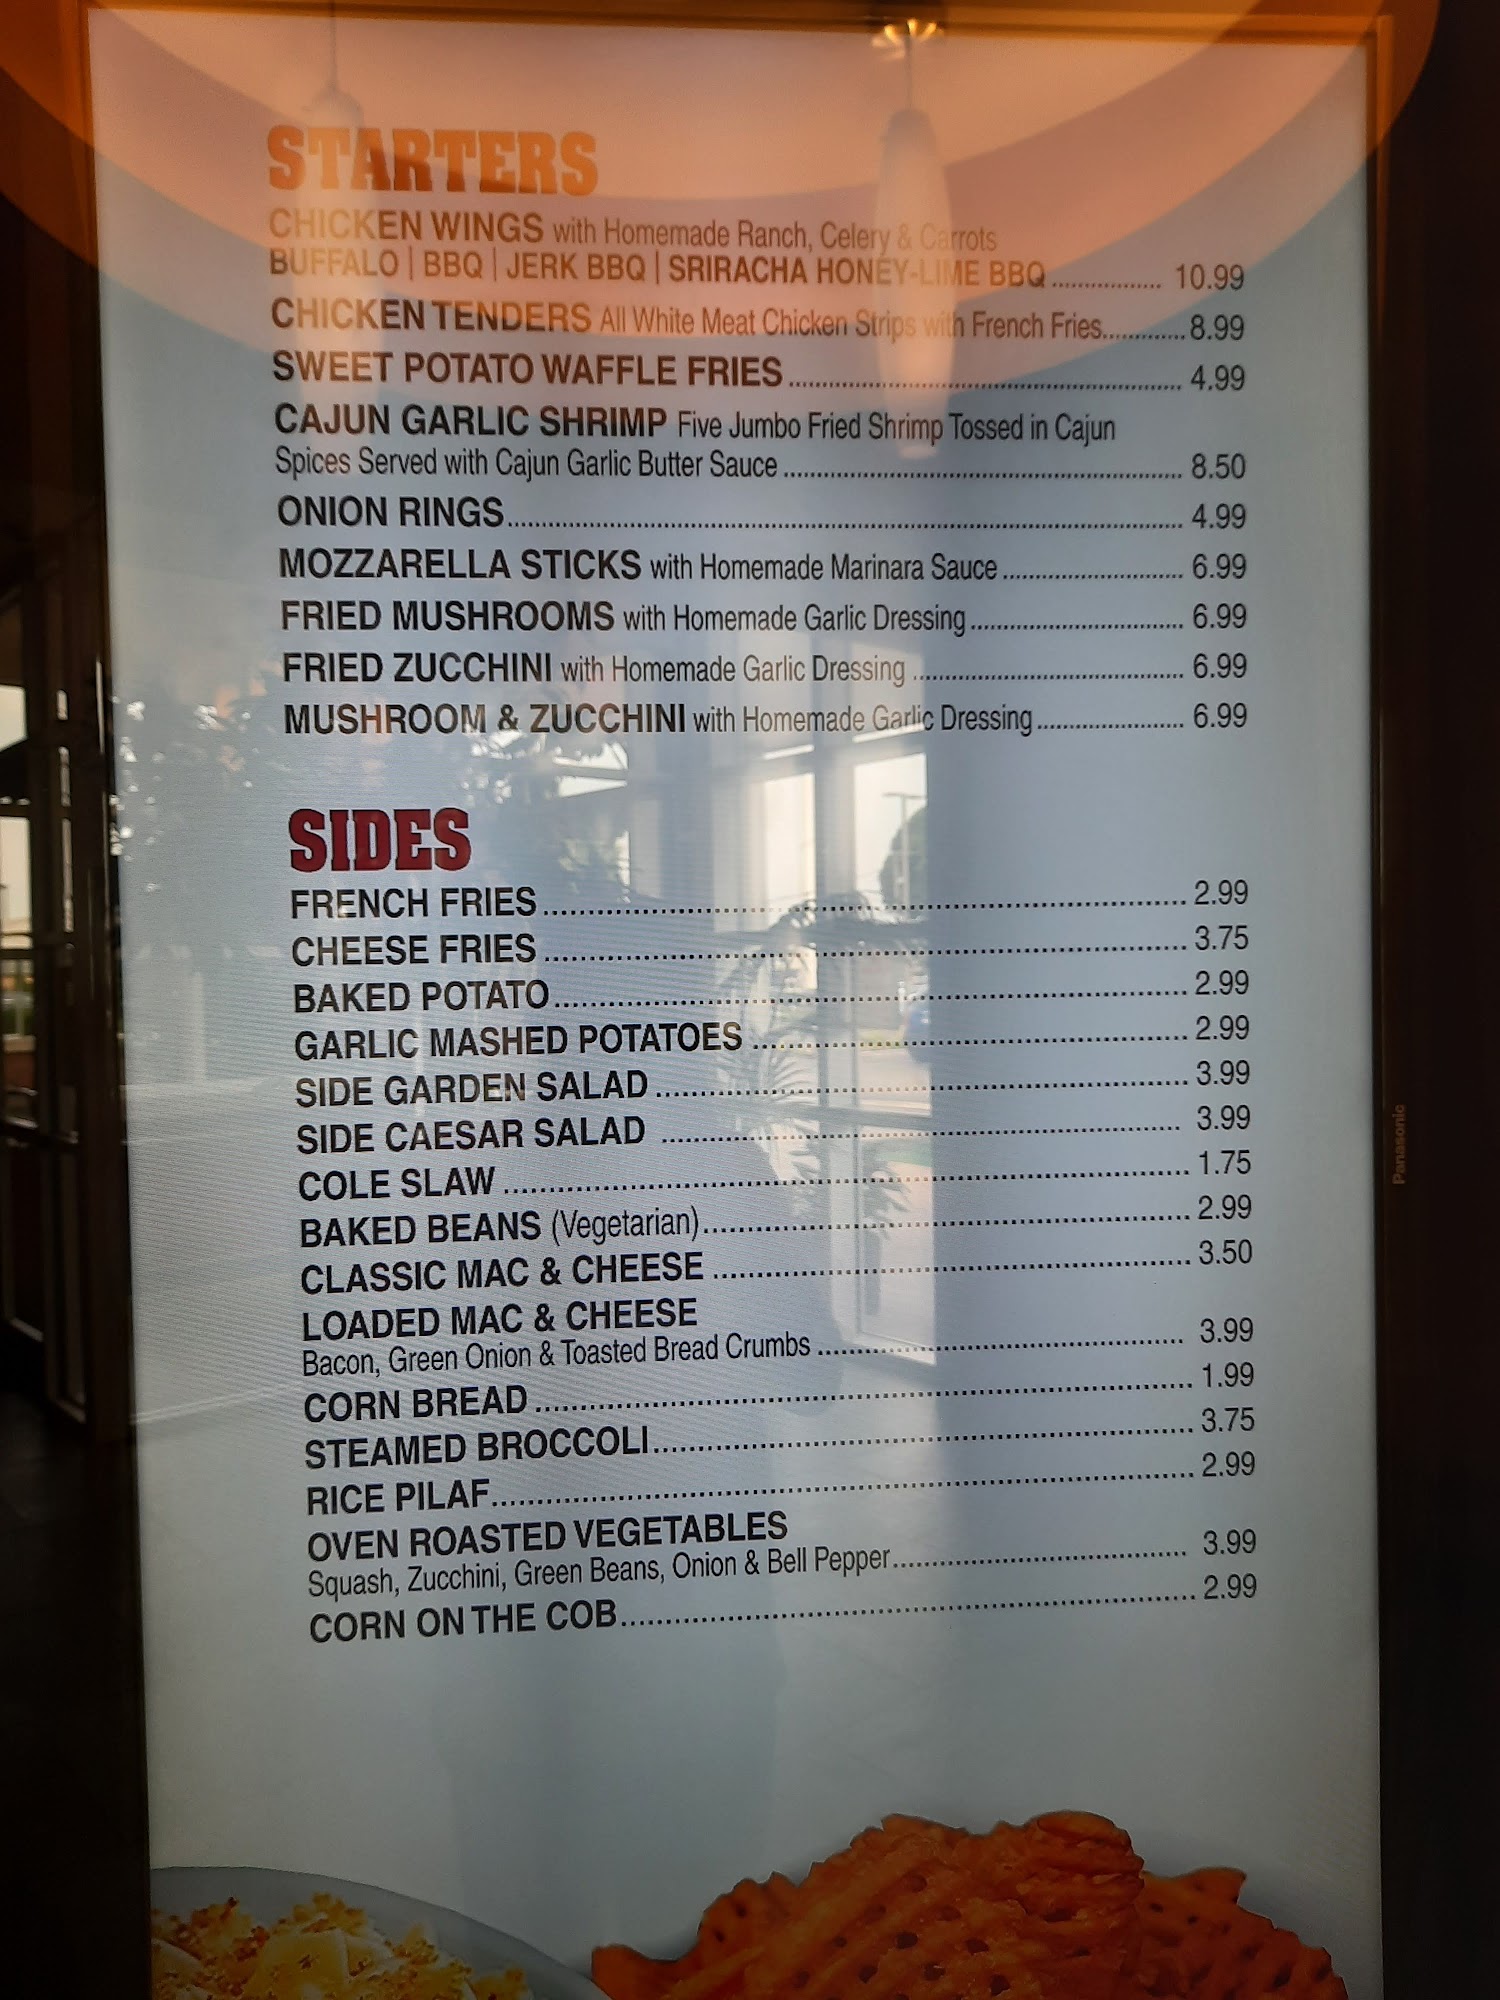 STARTERS
CHICKEN WINGS with Homemade Ranch, Celery & Carrots
BUFFALO | BBQ | JERK BBQ | SRIRACHA HONEY-LIME BBQ ................. 10.99
CHICKEN TENDERS All White Meat Chicken Strips with French Fries............. 8.99
SWEET POTATO WAFFLE FRIES ........................................ 4.99
CAJUN GARLIC SHRIMP Five Jumbo Fried Shrimp Tossed in Cajun
Spices Served with Cajun Garlic Butter Sauce ........................................ 8.50
ONION RINGS........................................ 4.99
MOZZARELLA STICKS with Homemade Marinara Sauce ............................ 6.99
FRIED MUSHROOMS with Homemade Garlic Dressing ................................. 6.99
FRIED ZUCCHINI with Homemade Garlic Dressing ........................................ 6.99
MUSHROOM & ZUCCHINI with Homemade Garlic Dressing ....................... 6.99
SIDES
FRENCH FRIES ........................................ 2.99
CHEESE FRIES ........................................ 3.75
BAKED POTATO ........................................ 2.99
GARLIC MASHED POTATOES ........................................ 2.99
SIDE GARDEN SALAD ........................................ 3.99
SIDE CAESAR SALAD ........................................ 3.99
COLE SLAW ........................................ 1.75
BAKED BEANS (Vegetarian)........................................ 2.99
CLASSIC MAC & CHEESE ........................................ 3.50
LOADED MAC & CHEESE
Bacon, Green Onion & Toasted Bread Crumbs ........................................ 3.99
CORN BREAD ........................................ 1.99
STEAMED BROCCOLI........................................ 3.75
RICE PILAF........................................ 2.99
OVEN ROASTED VEGETABLES
Squash, Zucchini, Green Beans, Onion & Bell Pepper................................. 3.99
CORN ON THE COB........................................ 2.99
Panasonic